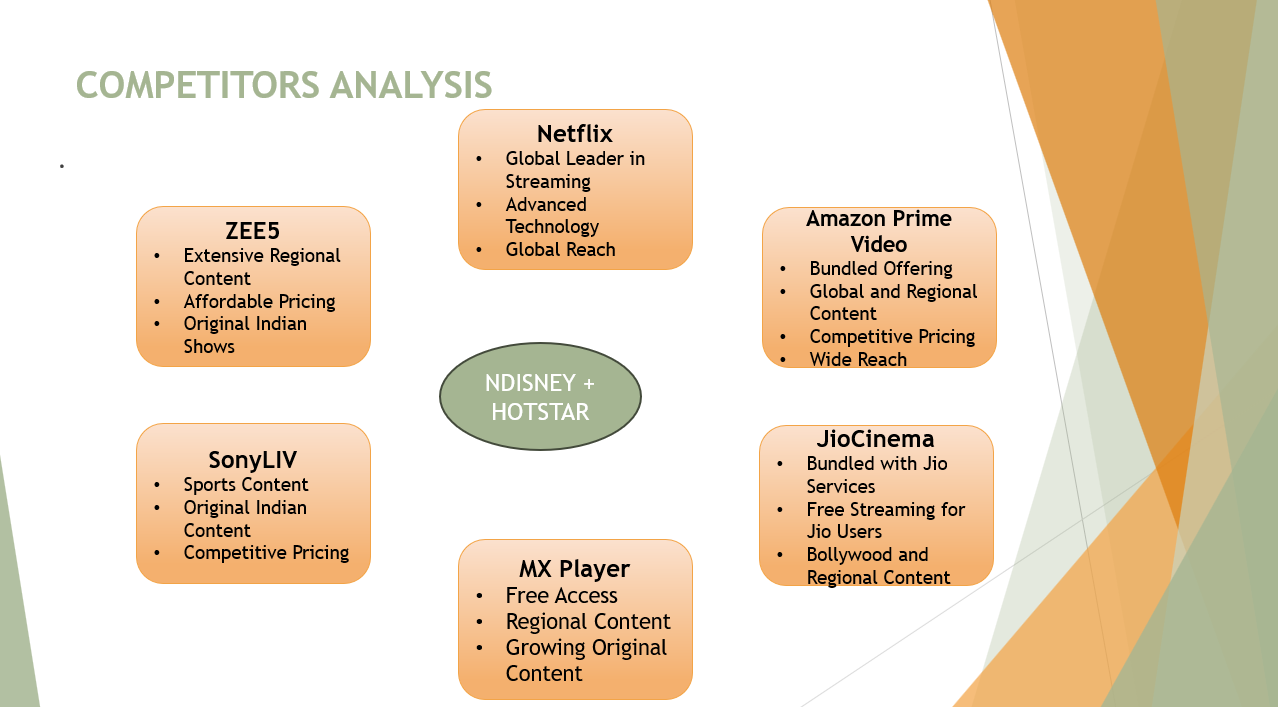 COMPETITORS ANALYSIS
•
Netflix
• Global Leader in
Streaming
• Advanced
Technology
• Global Reach
ZEE5
• Extensive Regional
Content
• Affordable Pricing
• Original Indian
Shows
Amazon Prime
Video
• Bundled Offering
• Global and Regional
Content
• Competitive Pricing
• Wide Reach
NDISNEY +
HOTSTAR
SonyLIV
• Sports Content
• Original Indian
Content
• Competitive Pricing
JioCinema
• Bundled with Jio
Services
• Free Streaming for
Jio Users
• Bollywood and
Regional Content
MX Player
• Free Access
• Regional Content
• Growing Original
Content